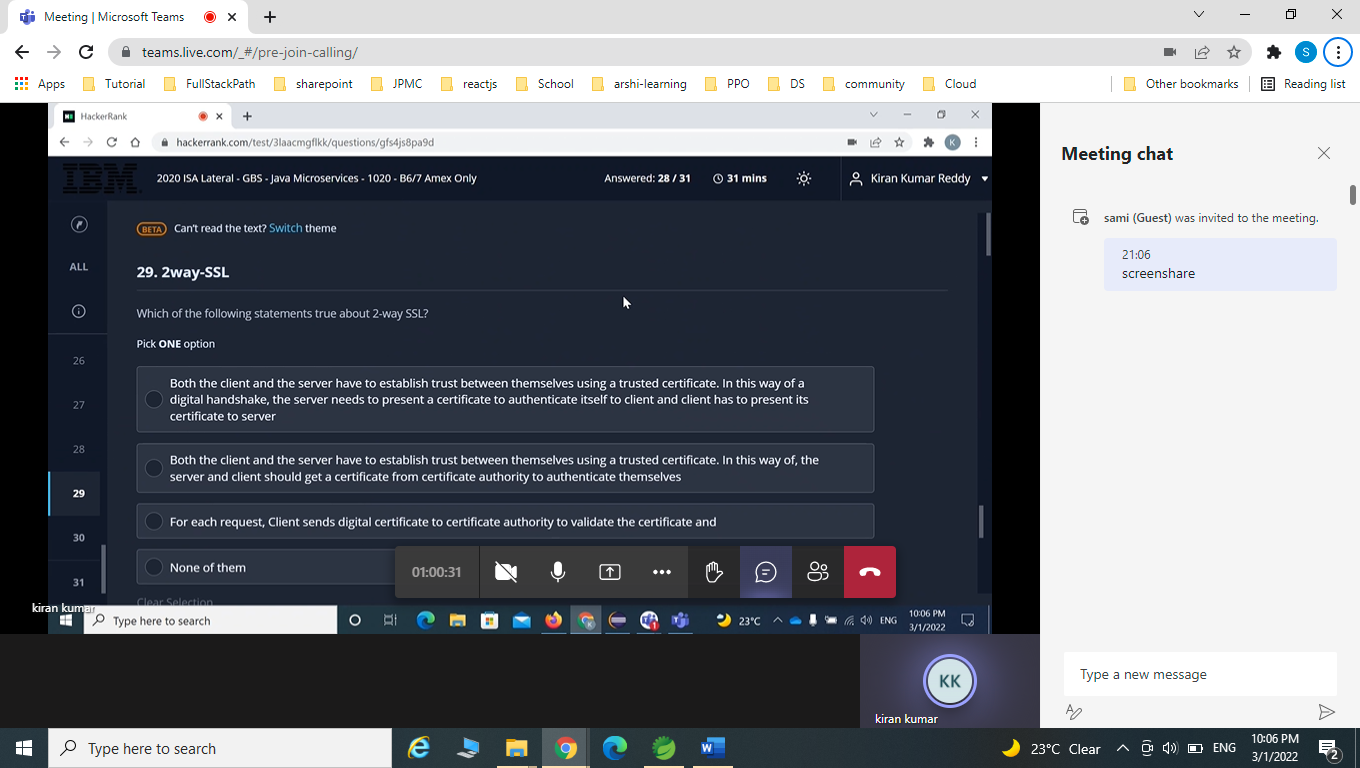 Meeting | Microsoft Teams
teams.live.com/_#/pre-join-calling/
S
Apps Tutorial FullStackPath sharepoint JPMC reactjs School arshi-learning PPO DS community Cloud Other bookmarks Reading list
HackerRank
hackerrank.com/test/3laacmgflkk/questions/gfs4js8pa9d
K
IBM 2020 ISA Lateral - GBS - Java Microservices - 1020 - B6/7 Amex Only Answered: 28 / 31 31 mins Kiran Kumar Reddy
BETA Can't read the text? Switch theme
ALL
29. 2way-SSL
Which of the following statements true about 2-way SSL?
Pick ONE option
26
27
28
29
30
31
Both the client and the server have to establish trust between themselves using a trusted certificate. In this way of a
digital handshake, the server needs to present a certificate to authenticate itself to client and client has to present its
certificate to server
Both the client and the server have to establish trust between themselves using a trusted certificate. In this way of, the
server and client should get a certificate from certificate authority to authenticate themselves
For each request, Client sends digital certificate to certificate authority to validate the certificate and
None of them
Clear Selection
01:00:31
kiran kumar
Type here to search
23°C ENG
10:06 PM
3/1/2022
KK
kiran kumar
Meeting chat
sami (Guest) was invited to the meeting.
21:06
screenshare
Type a new message
Type here to search
23°C Clear ENG
10:06 PM
3/1/2022
2